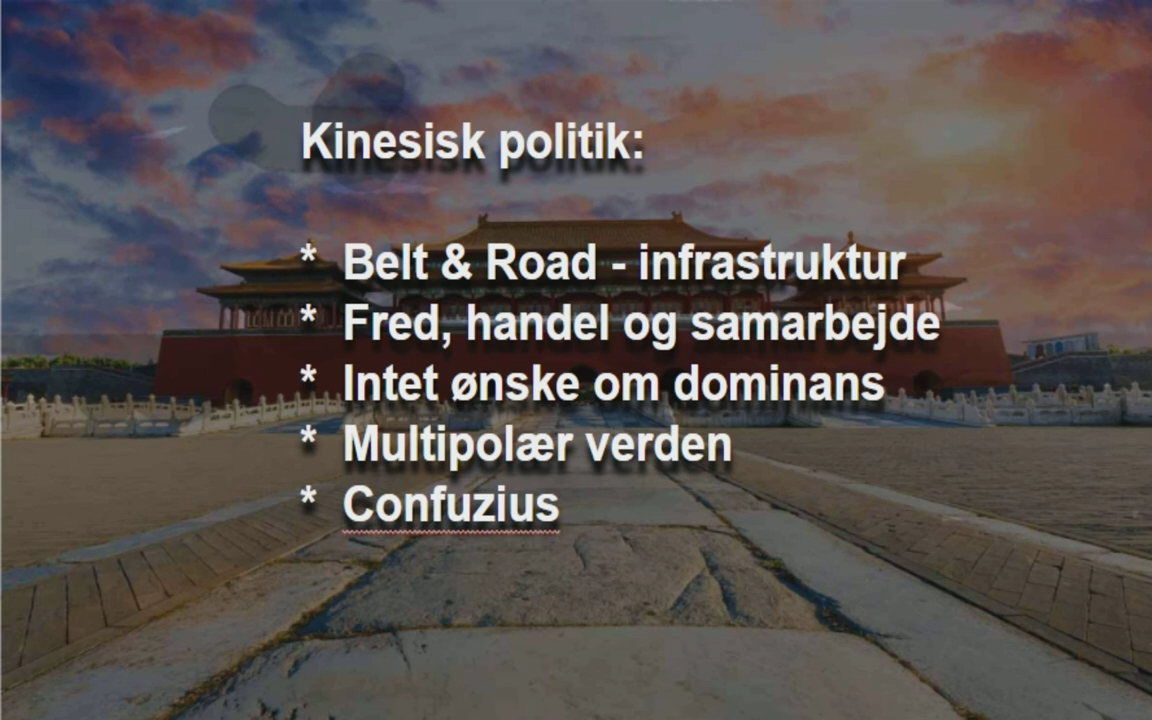 Kinesisk politik:
* Belt & Road - infrastruktur
* Fred, handel og samarbejde
* Intet ønske om dominans
* Multipolær verden
* Confuzius